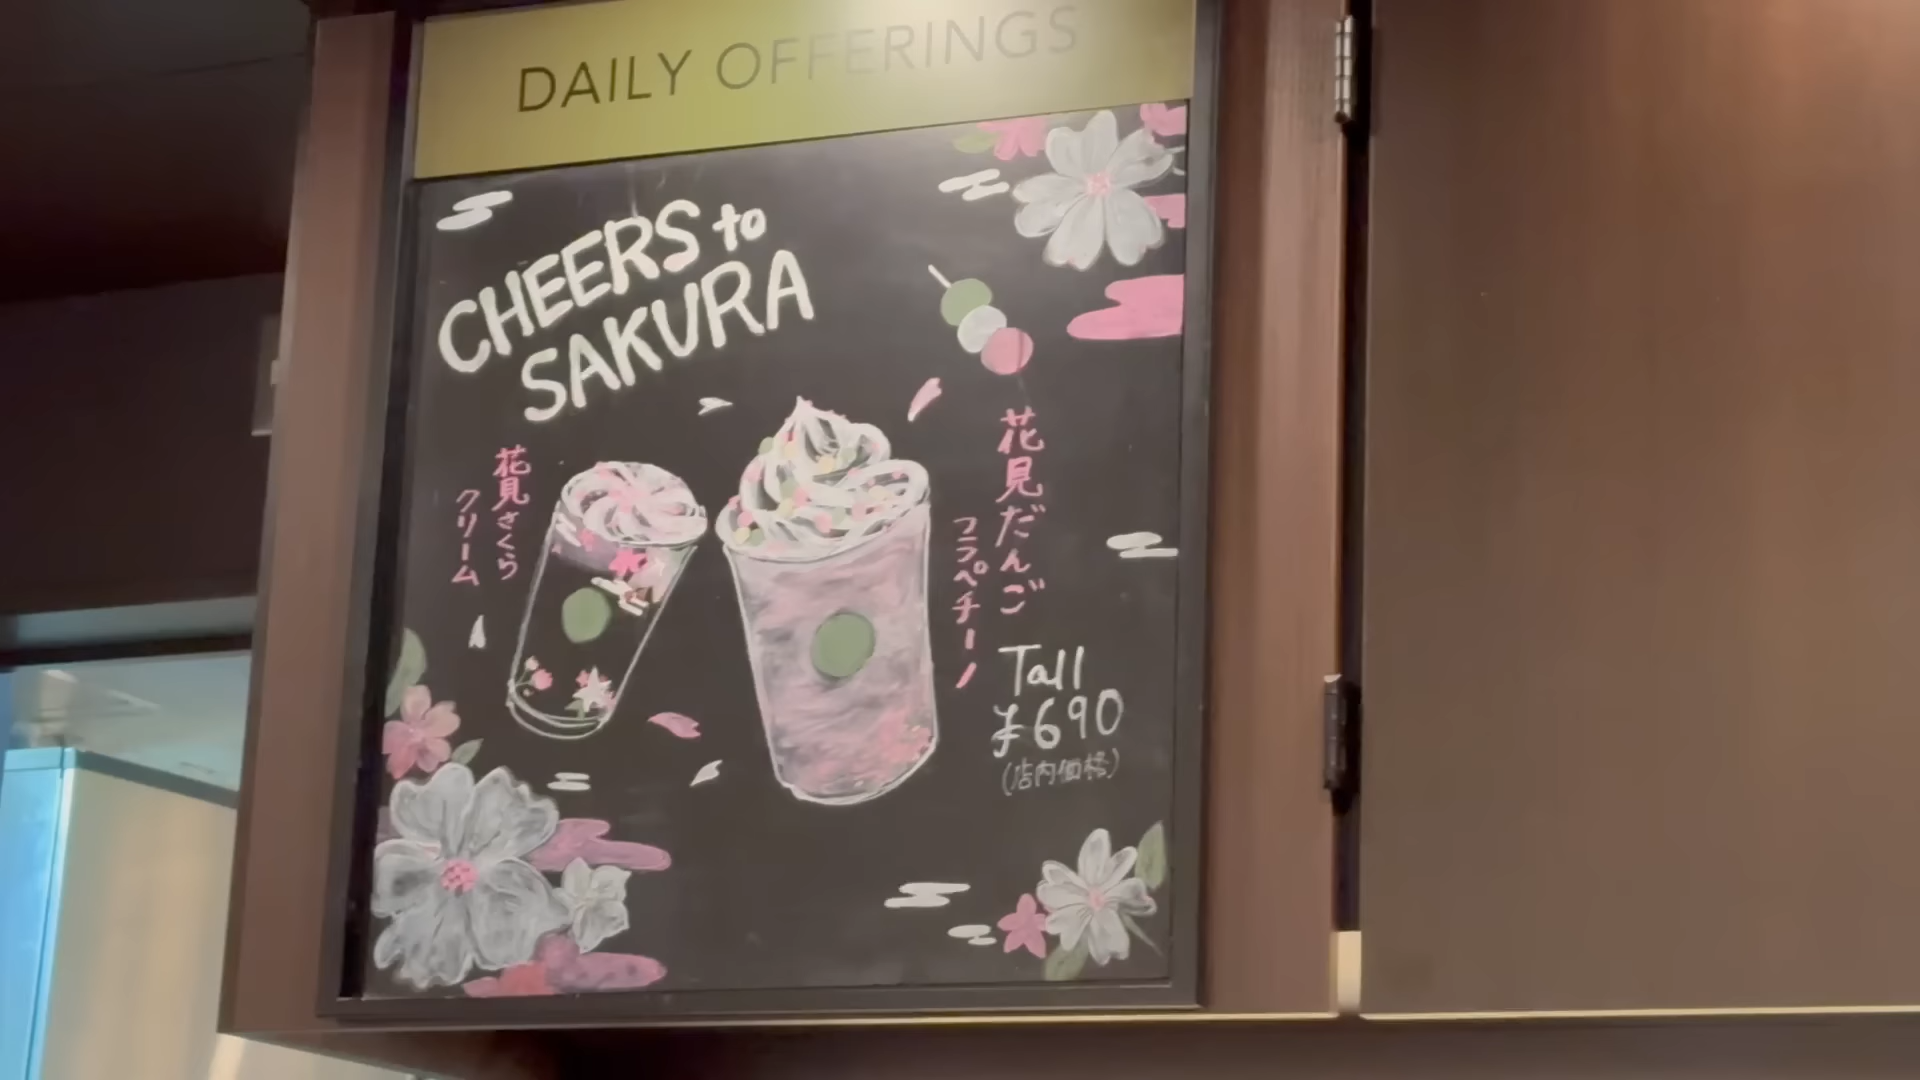 DAILY OFFERINGS
CHEERS to
SAKURA
花見さくら
クリーム
花見だんご
フラペチーノ
Tall
¥690
(店内価格)